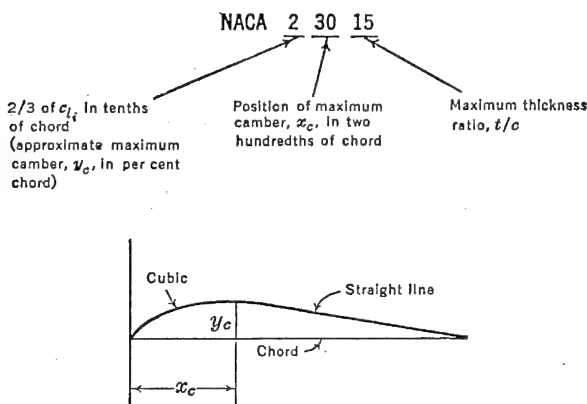 NACA 2 30 15
2/3 of c_{l_i} in tenths
of chord
(approximate maximum
camber, y_c, in per cent
chord)
Position of maximum
camber, x_c, in two
hundredths of chord
Maximum thickness
ratio, t/c
Cubic
Straight line
y_c
Chord
x_c